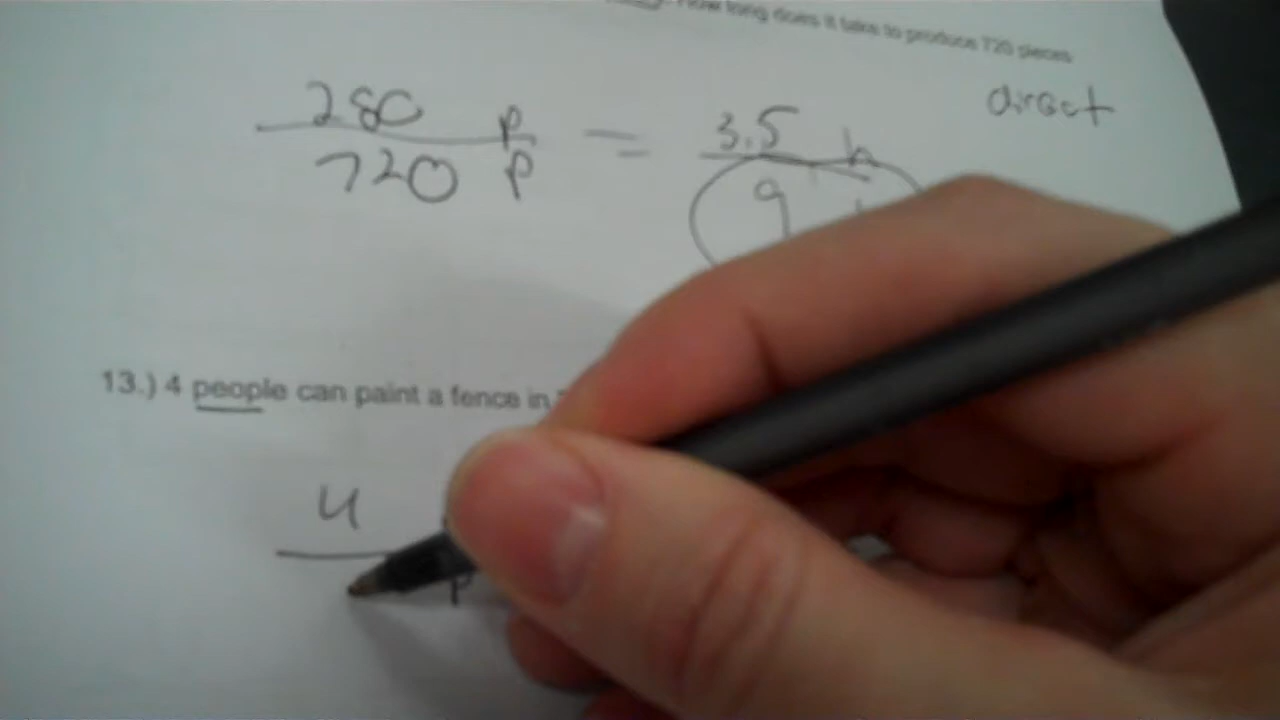 How long does it take to produce 720 pieces
direct
280 p = 3.5 h
720 p 9
13.) 4 people can paint a fence in
4
p